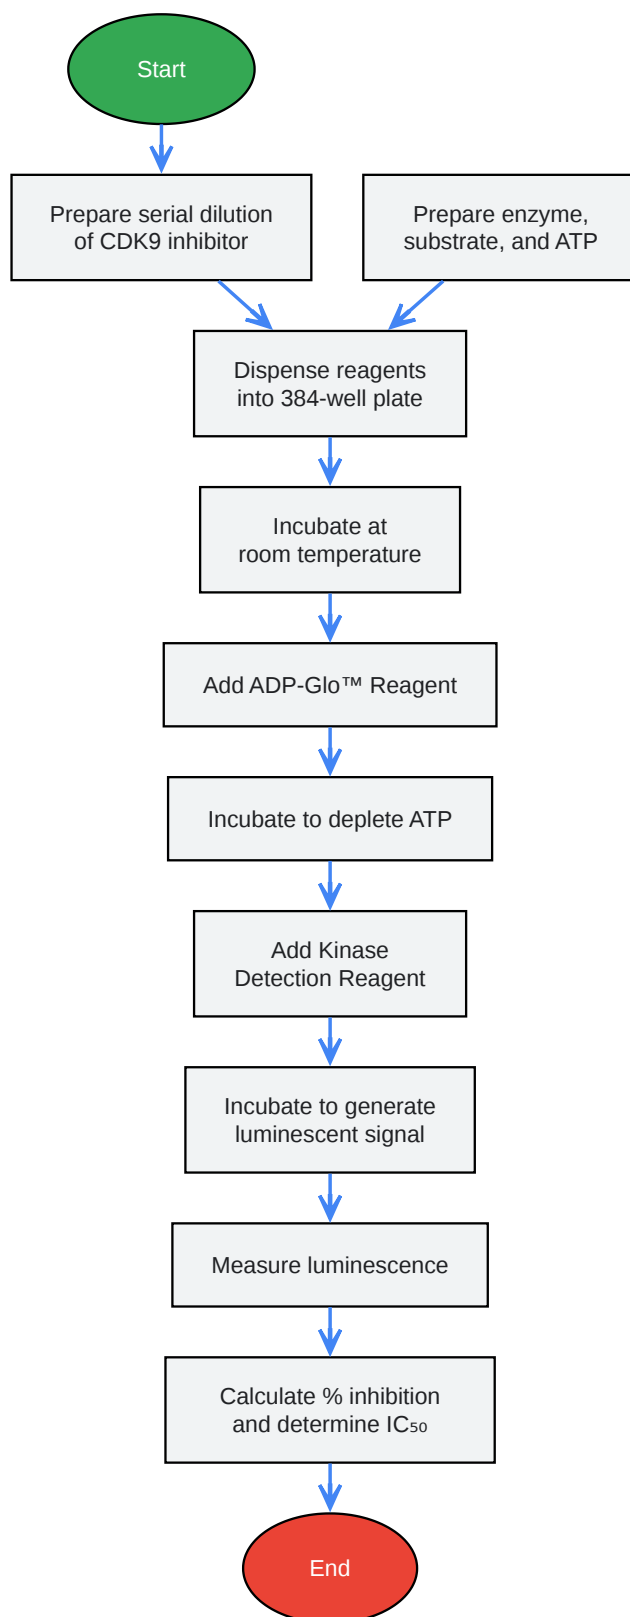 Start
Prepare serial dilution
of CDK9 inhibitor
Prepare enzyme,
substrate, and ATP
Dispense reagents
into 384-well plate
Incubate at
room temperature
Add ADP-Glo™ Reagent
Incubate to deplete ATP
Add Kinase
Detection Reagent
Incubate to generate
luminescent signal
Measure luminescence
Calculate % inhibition
and determine IC₅₀
End